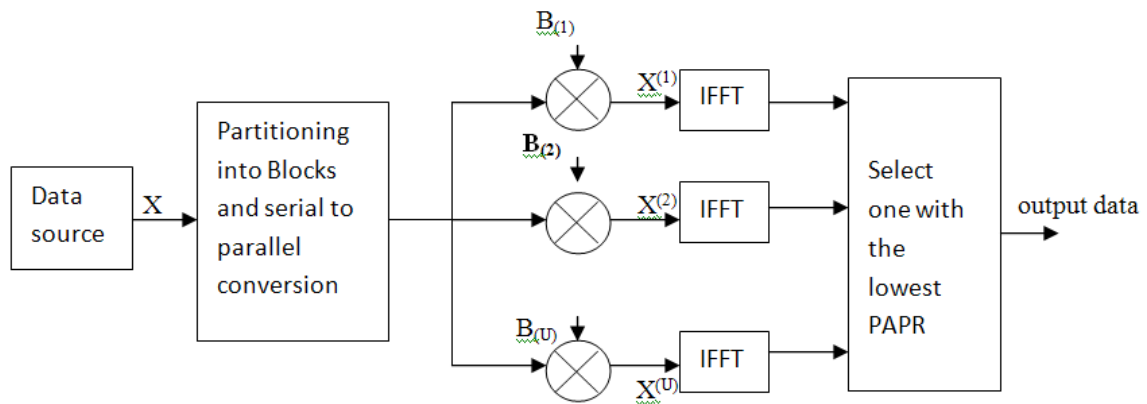 Data
source
X
Partitioning
into Blocks
and serial to
parallel
conversion
B(1)
X(1)
IFFT
B(2)
X(2)
IFFT
B(U)
X(U)
IFFT
Select
one with
the
lowest
PAPR
output data